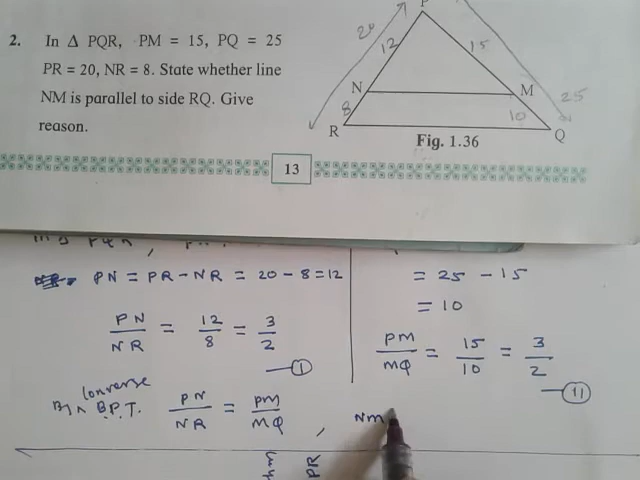 2. In Δ PQR, PM = 15, PQ = 25
PR = 20, NR = 8. State whether line
NM is parallel to side RQ. Give
reason.
20
12
15
N
M
8
10
25
R
Q
Fig. 1.36
13
PN = PR - NR = 20 - 8 = 12
PN/NR = 12/8 = 3/2
①
= 25 - 15
= 10
PM/MQ = 15/10 = 3/2
⑪
By converse B.P.T. PN/NR = PM/MQ , NM
PR